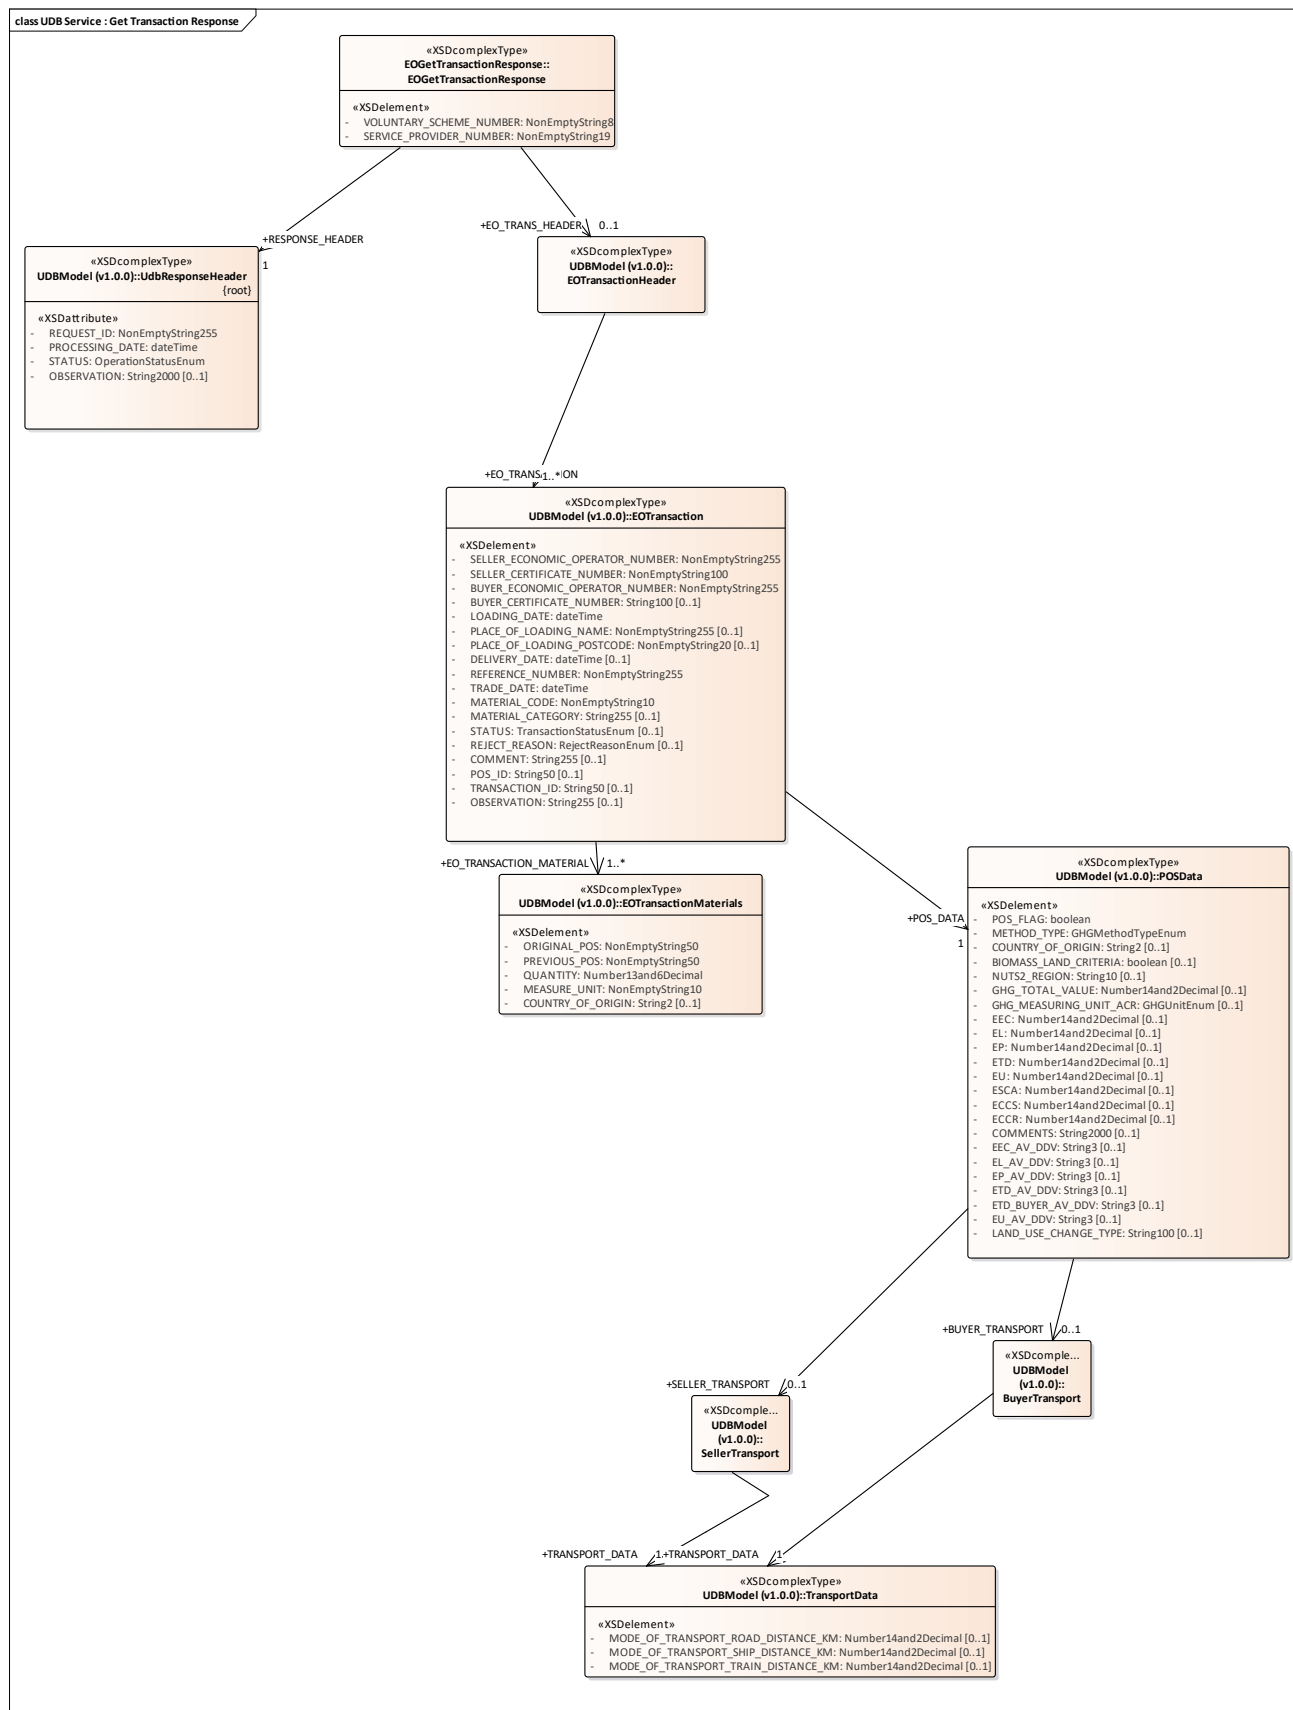 class UDB Service : Get Transaction Response
«XSDcomplexType»
EOGetTransactionResponse::
EOGetTransactionResponse
«XSDelement»
- VOLUNTARY_SCHEME_NUMBER: NonEmptyString8
- SERVICE_PROVIDER_NUMBER: NonEmptyString19
+EO_TRANS_HEADER 0..1
+RESPONSE_HEADER
1
«XSDcomplexType»
UDBModel (v1.0.0)::UdbResponseHeader
{root}
«XSDattribute»
- REQUEST_ID: NonEmptyString255
- PROCESSING_DATE: dateTime
- STATUS: OperationStatusEnum
- OBSERVATION: String2000 [0..1]
«XSDcomplexType»
UDBModel (v1.0.0)::
EOTransactionHeader
1..*
«XSDcomplexType»
UDBModel (v1.0.0)::EOTransaction
«XSDelement»
- SELLER_ECONOMIC_OPERATOR_NUMBER: NonEmptyString255
- SELLER_CERTIFICATE_NUMBER: NonEmptyString100
- BUYER_ECONOMIC_OPERATOR_NUMBER: NonEmptyString255
- BUYER_CERTIFICATE_NUMBER: String100 [0..1]
- LOADING_DATE: dateTime
- PLACE_OF_LOADING_NAME: NonEmptyString255 [0..1]
- PLACE_OF_LOADING_POSTCODE: NonEmptyString20 [0..1]
- DELIVERY_DATE: dateTime [0..1]
- REFERENCE_NUMBER: NonEmptyString255
- TRADE_DATE: dateTime
- MATERIAL_CODE: NonEmptyString10
- MATERIAL_CATEGORY: String255 [0..1]
- STATUS: TransactionStatusEnum [0..1]
- REJECT_REASON: RejectReasonEnum [0..1]
- COMMENT: String255 [0..1]
- POS_ID: String50 [0..1]
- TRANSACTION_ID: String50 [0..1]
- OBSERVATION: String255 [0..1]
+EO_TRANSACTION_MATERIAL 1..*
«XSDcomplexType»
UDBModel (v1.0.0)::EOTransactionMaterials
«XSDelement»
- ORIGINAL_POS: NonEmptyString50
- PREVIOUS_POS: NonEmptyString50
- QUANTITY: Number13and6Decimal
- MEASURE_UNIT: NonEmptyString10
- COUNTRY_OF_ORIGIN: String2 [0..1]
+POS_DATA
1
«XSDcomplexType»
UDBModel (v1.0.0)::POSData
«XSDelement»
- POS_FLAG: boolean
- METHOD_TYPE: GHGMethodTypeEnum
- COUNTRY_OF_ORIGIN: String2 [0..1]
- BIOMASS_LAND_CRITERIA: boolean [0..1]
- NUTS2_REGION: String10 [0..1]
- GHG_TOTAL_VALUE: Number14and2Decimal [0..1]
- GHG_MEASURING_UNIT_ACR: GHGUnitEnum [0..1]
- EEC: Number14and2Decimal [0..1]
- EL: Number14and2Decimal [0..1]
- EP: Number14and2Decimal [0..1]
- ETD: Number14and2Decimal [0..1]
- EU: Number14and2Decimal [0..1]
- ESCA: Number14and2Decimal [0..1]
- ECCS: Number14and2Decimal [0..1]
- ECCR: Number14and2Decimal [0..1]
- COMMENTS: String2000 [0..1]
- EEC_AV_DDV: String3 [0..1]
- EL_AV_DDV: String3 [0..1]
- EP_AV_DDV: String3 [0..1]
- ETD_AV_DDV: String3 [0..1]
- ETD_BUYER_AV_DDV: String3 [0..1]
- EU_AV_DDV: String3 [0..1]
- LAND_USE_CHANGE_TYPE: String100 [0..1]
+BUYER_TRANSPORT 0..1
«XSDcomple...
UDBModel
(v1.0.0)::
BuyerTransport
+SELLER_TRANSPORT 0..1
«XSDcomple...
UDBModel
(v1.0.0)::
SellerTransport
+TRANSPORT_DATA 1 +TRANSPORT_DATA 1
«XSDcomplexType»
UDBModel (v1.0.0)::TransportData
«XSDelement»
- MODE_OF_TRANSPORT_ROAD_DISTANCE_KM: Number14and2Decimal [0..1]
- MODE_OF_TRANSPORT_SHIP_DISTANCE_KM: Number14and2Decimal [0..1]
- MODE_OF_TRANSPORT_TRAIN_DISTANCE_KM: Number14and2Decimal [0..1]